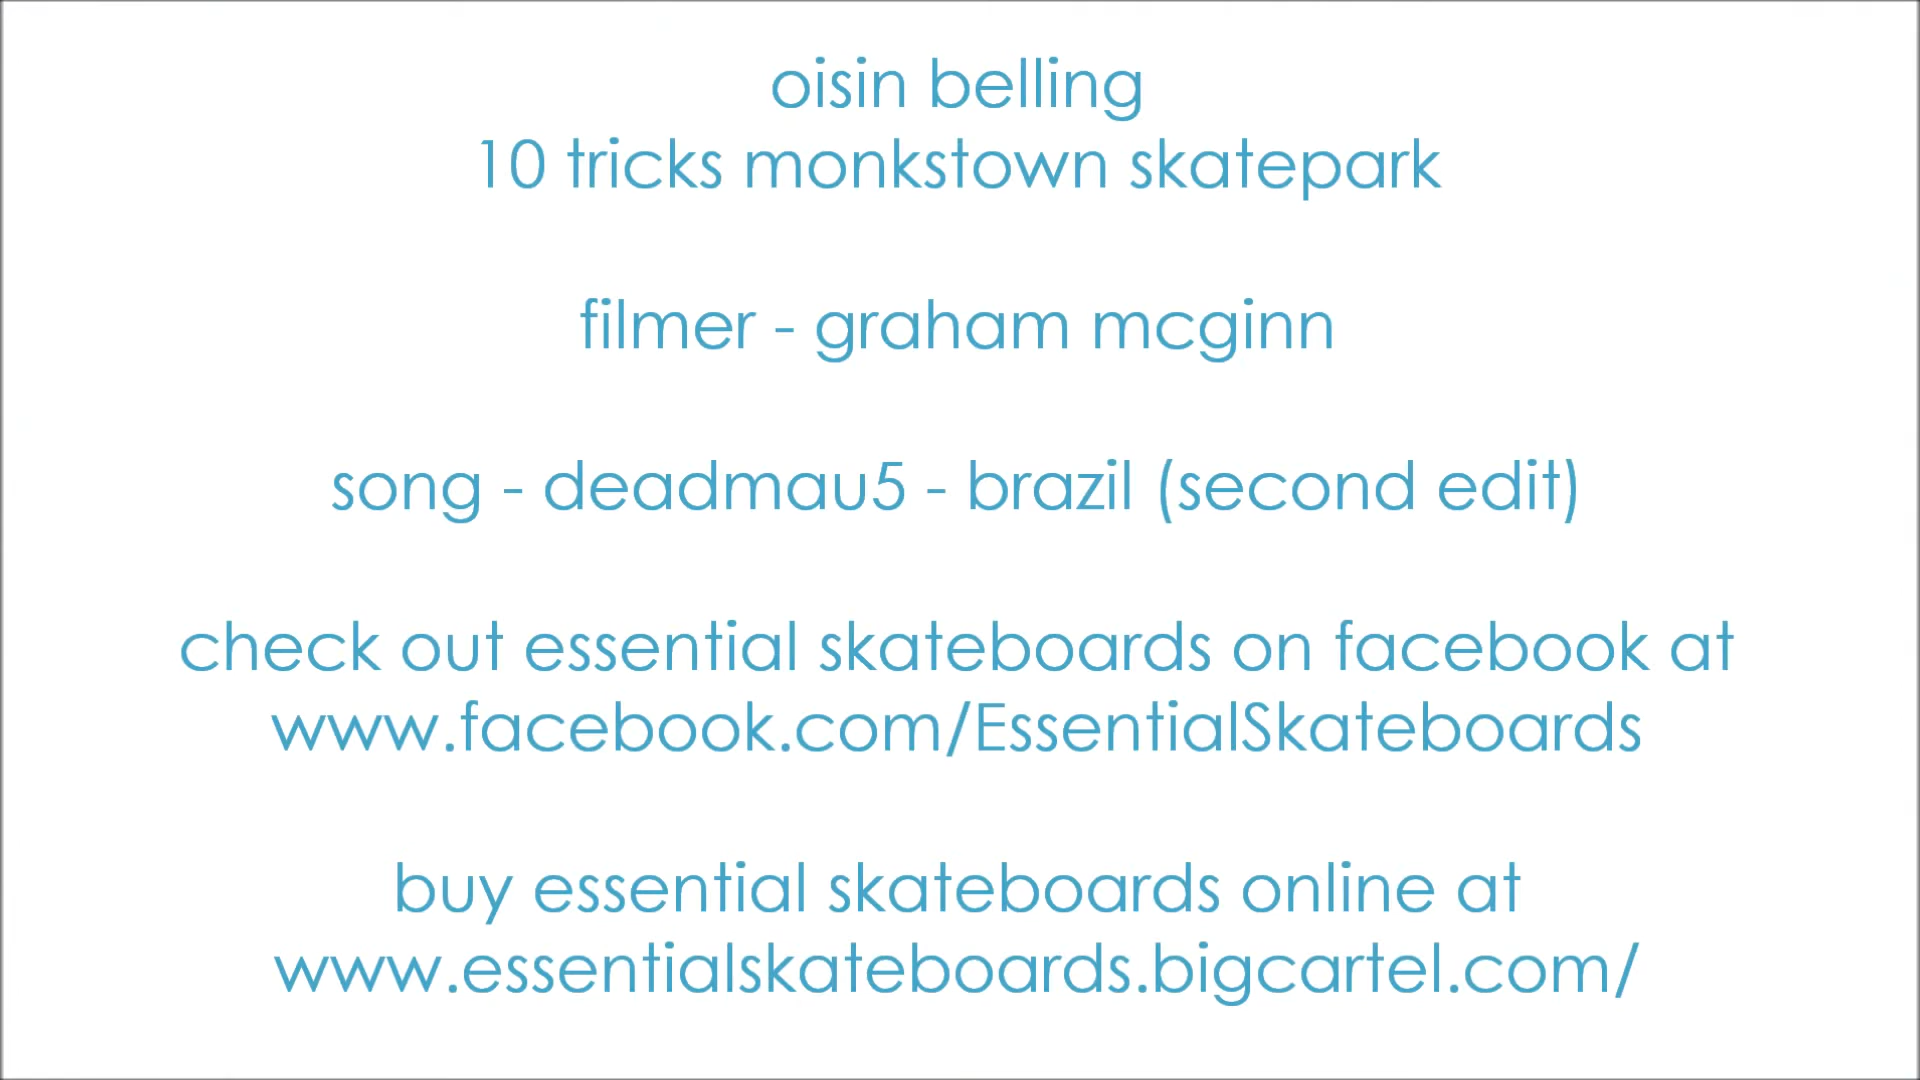 oisin belling
10 tricks monkstown skatepark
filmer - graham mcginn
song - deadmau5 - brazil (second edit)
check out essential skateboards on facebook at
www.facebook.com/EssentialSkateboards
buy essential skateboards online at
www.essentialskateboards.bigcartel.com/